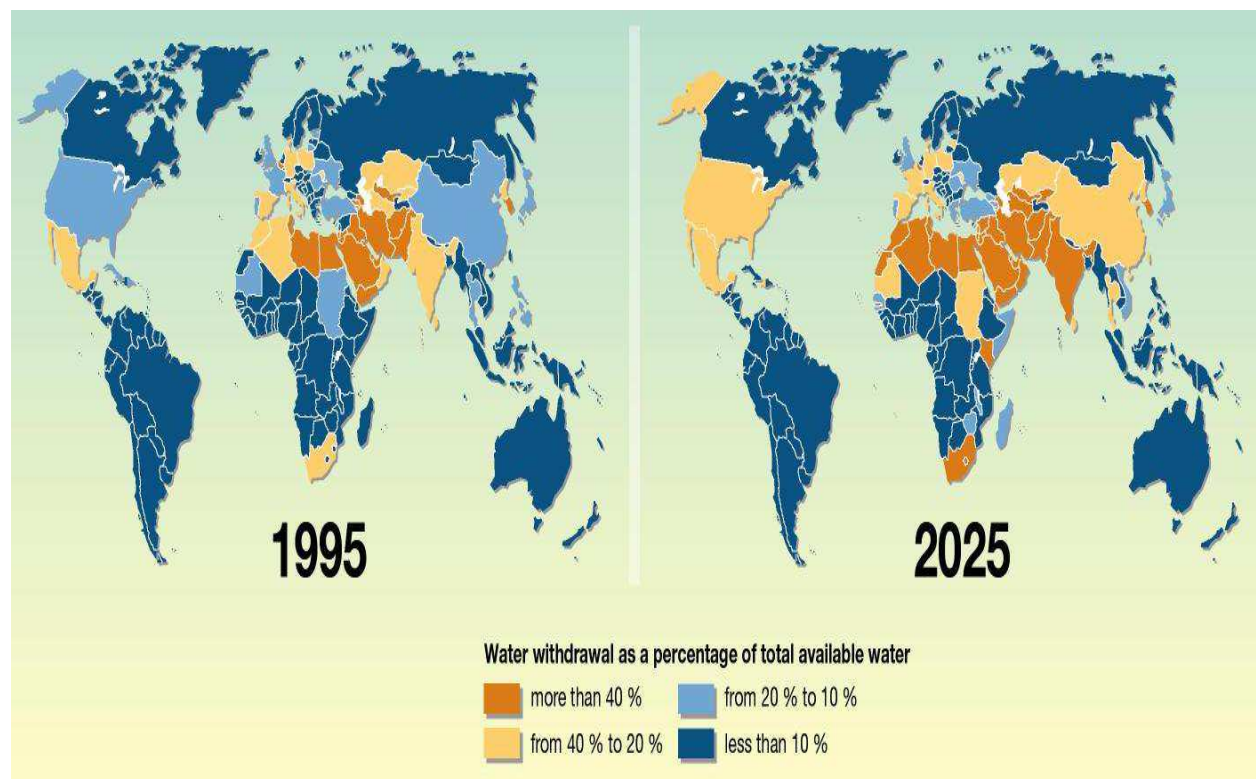 1995
2025
Water withdrawal as a percentage of total available water
more than 40 %
from 20 % to 10 %
from 40 % to 20 %
less than 10 %